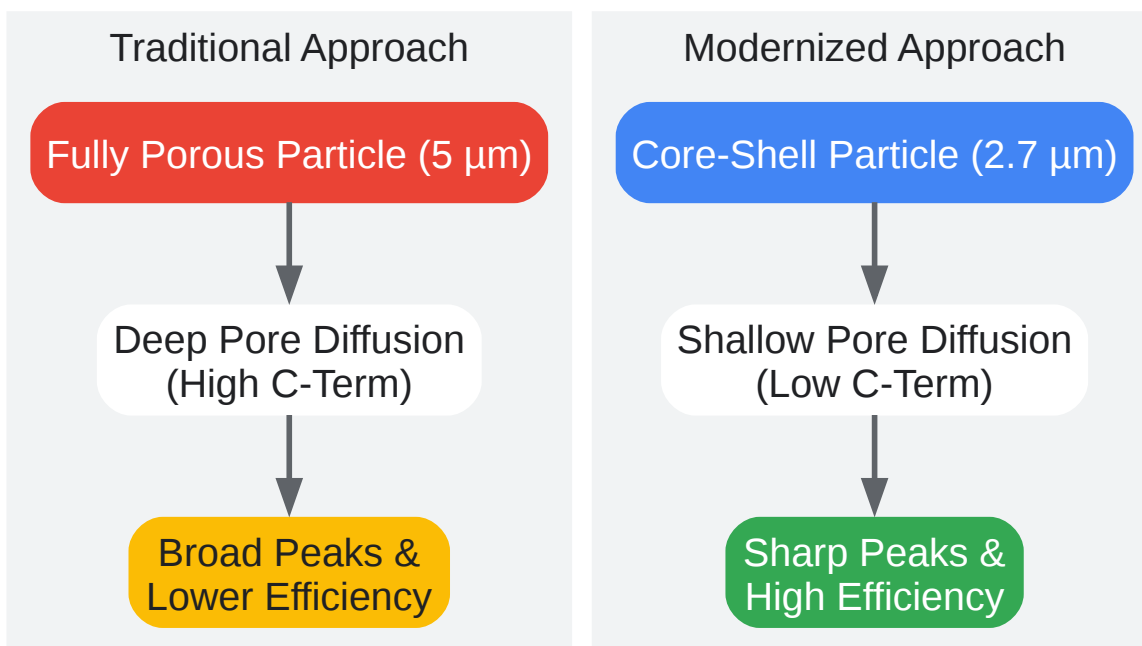 Traditional Approach
Fully Porous Particle (5 µm)
Deep Pore Diffusion
(High C-Term)
Broad Peaks &
Lower Efficiency
Modernized Approach
Core-Shell Particle (2.7 µm)
Shallow Pore Diffusion
(Low C-Term)
Sharp Peaks &
High Efficiency